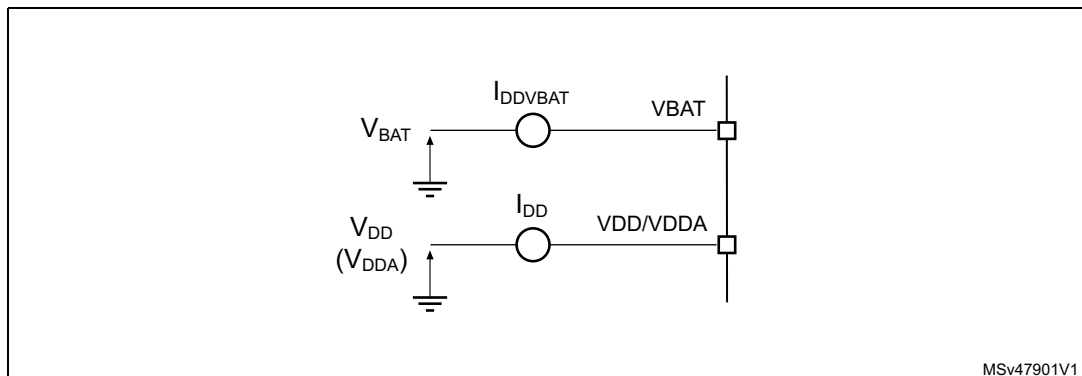 I_DDVBAT
V_BAT
VBAT
I_DD
V_DD
(V_DDA)
VDD/VDDA
MSv47901V1